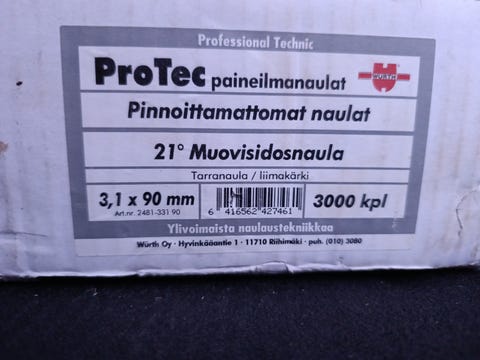 Professional Technic
ProTec paineilmanaulat
WÜRTH
Pinnoittamattomat naulat
21° Muovisidosnaula
Tarranaula / liimakärki
3,1 x 90 mm
Art.nr. 2481-331 90
6 416562 427461
3000 kpl
Ylivoimaista naulaustekniikkaa
Würth Oy · Hyvinkääntie 1 · 11710 Riihimäki · puh. (010) 3080